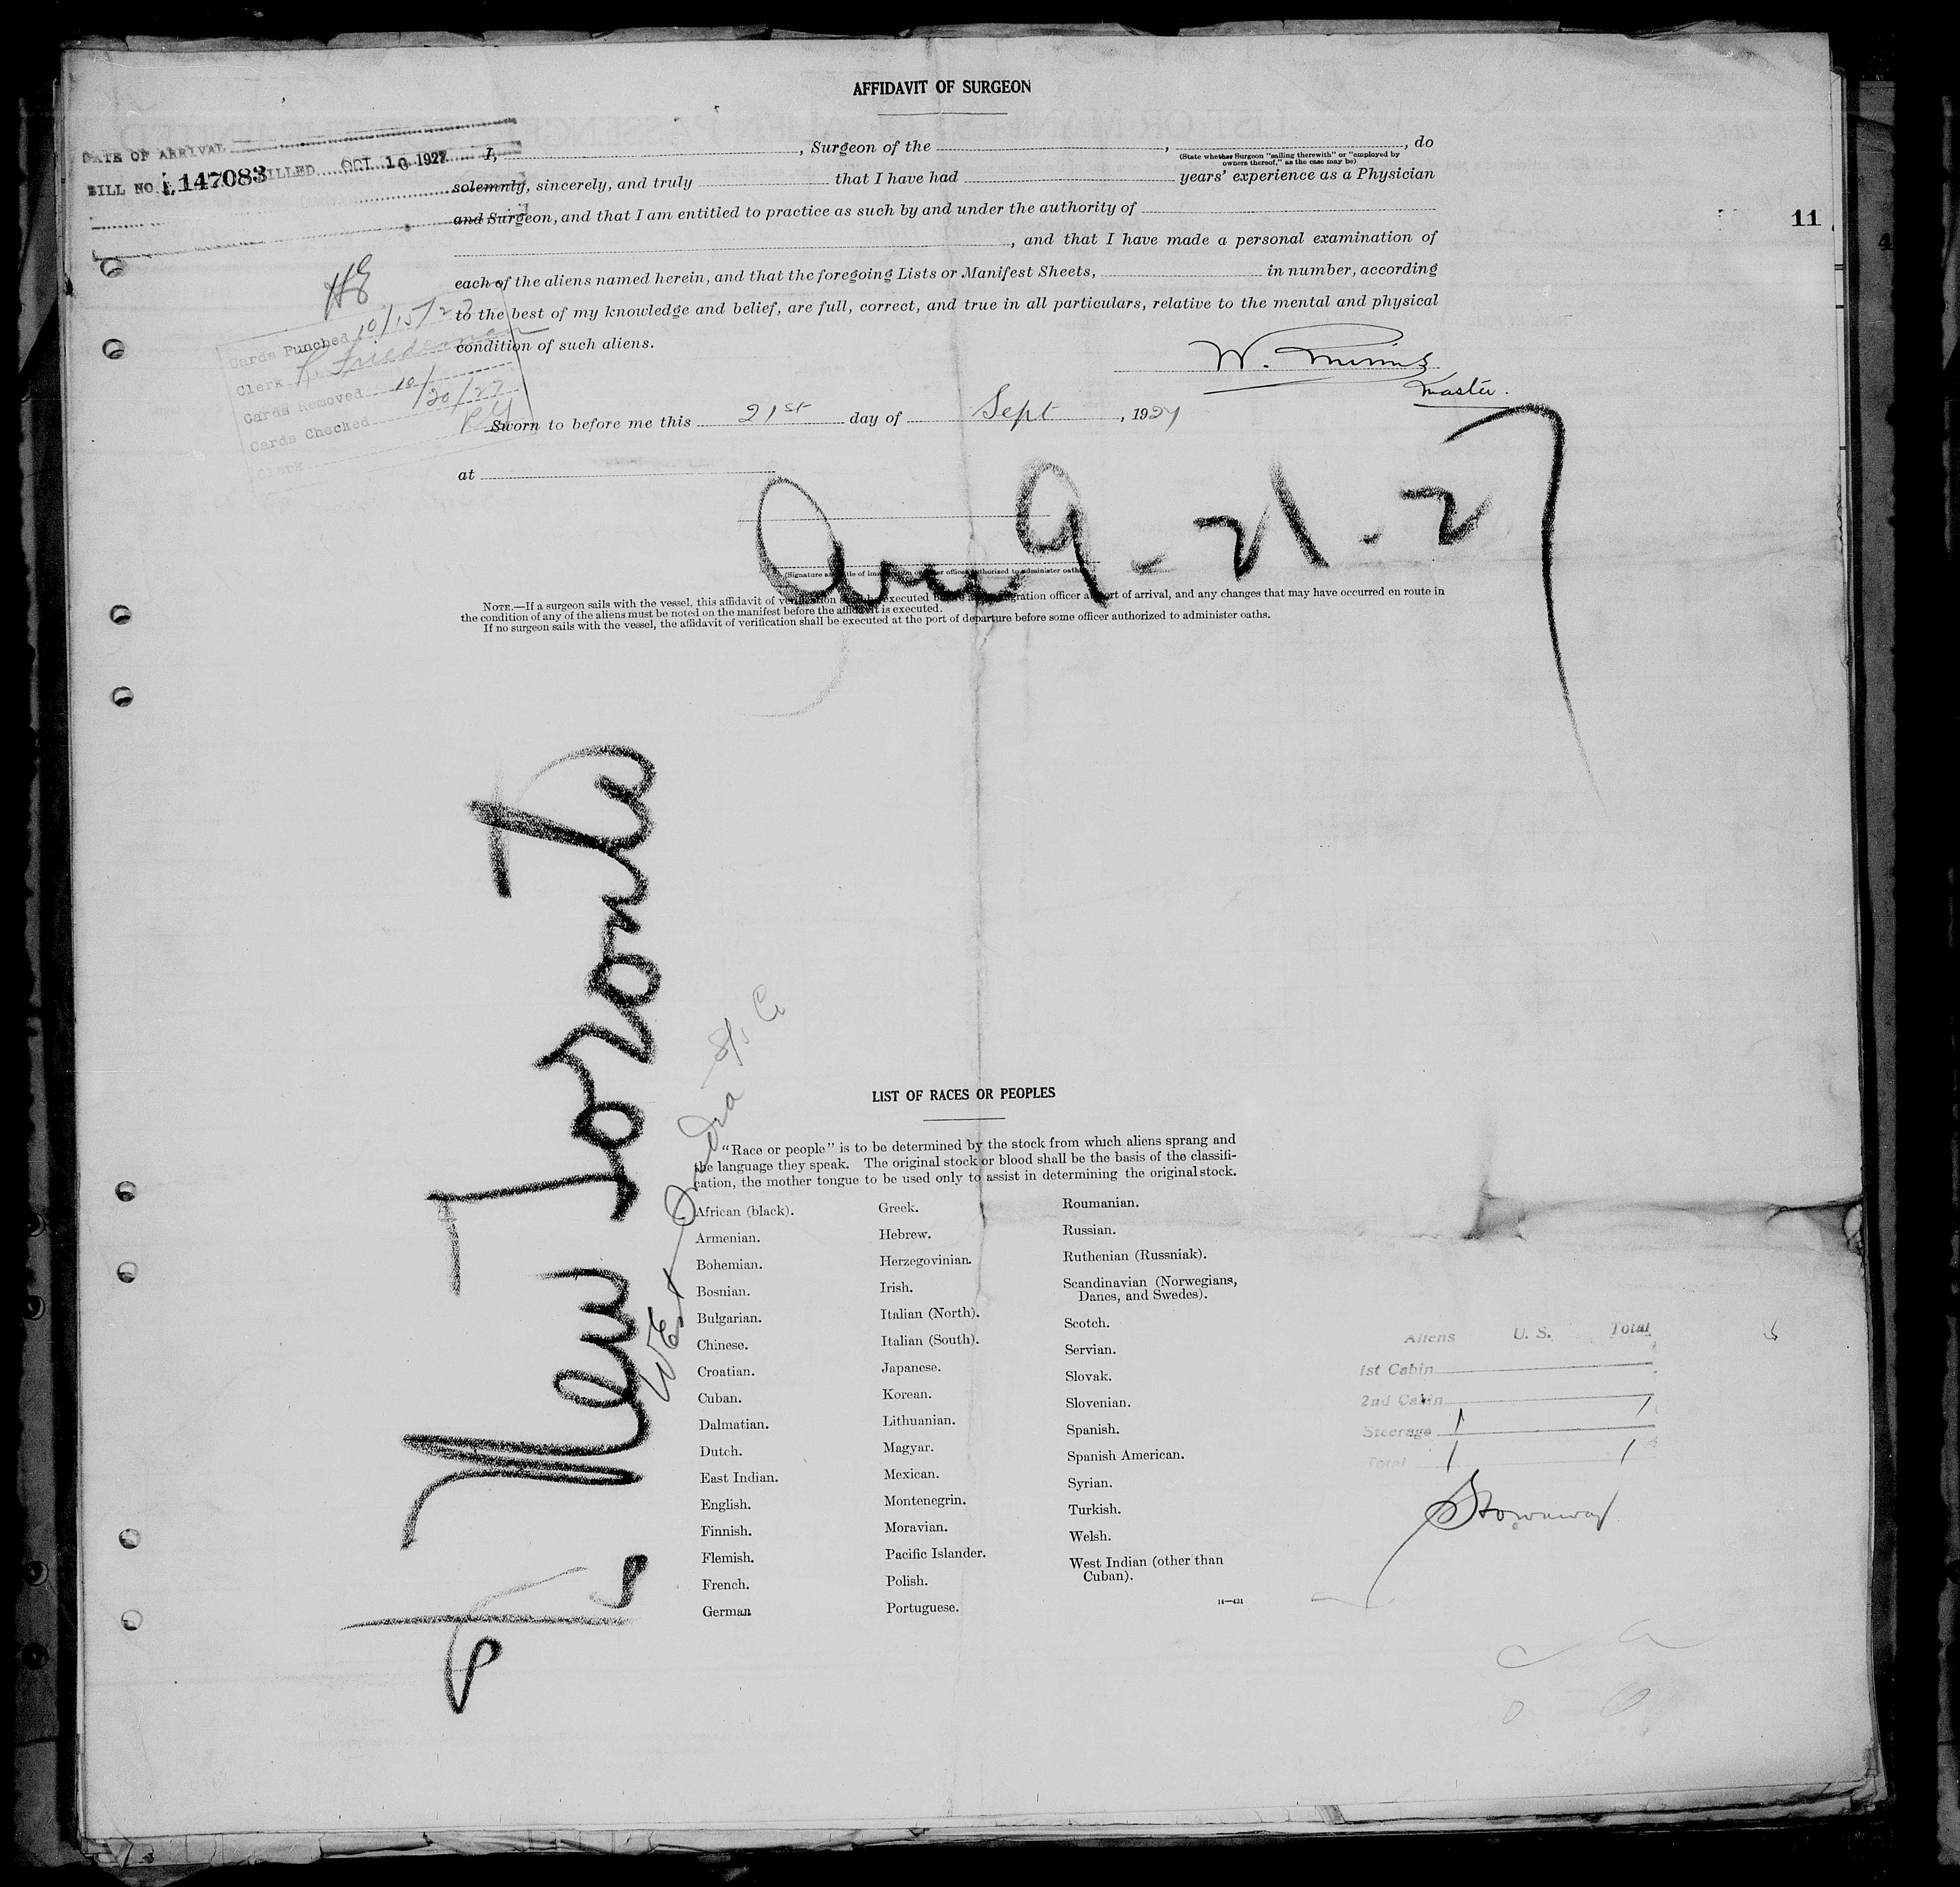 AFFIDAVIT OF SURGEON
DATE OF ARRIVAL
BILL NO. L 147083 BILLED OCT 10 1927
I, , Surgeon of the , , do
(State whether Surgeon "sailing therewith" or "employed by
owners thereof," as the case may be)
solemnly, sincerely, and truly that I have had years' experience as a Physician
and Surgeon, and that I am entitled to practice as such by and under the authority of
, and that I have made a personal examination of
11
each of the aliens named herein, and that the foregoing Lists or Manifest Sheets, in number, according
to the best of my knowledge and belief, are full, correct, and true in all particulars, relative to the mental and physical
condition of such aliens.
Cards Punched 10/15/27
Clerk Friedeman
Cards Removed 10/20/27
Cards Checked
Clerk
W.
Master.
Sworn to before me this 21st day of Sept, 1927
at
Arr 9-21-27
NOTE.—If a surgeon sails with the vessel, this affidavit of verification executed officer at port of arrival, and any changes that may have occurred en route in
the condition of any of the aliens must be noted on the manifest before the affidavit is executed.
If no surgeon sails with the vessel, the affidavit of verification shall be executed at the port of departure before some officer authorized to administer oaths.
New Toronto
S/S Co
LIST OF RACES OR PEOPLES
"Race or people" is to be determined by the stock from which aliens sprang and
the language they speak. The original stock or blood shall be the basis of the classifi-
cation, the mother tongue to be used only to assist in determining the original stock.
African (black).
Armenian.
Bohemian.
Bosnian.
Bulgarian.
Chinese.
Croatian.
Cuban.
Dalmatian.
Dutch.
East Indian.
English.
Finnish.
Flemish.
French.
German
Greek.
Hebrew.
Herzegovinian.
Irish.
Italian (North).
Italian (South).
Japanese.
Korean.
Lithuanian.
Magyar.
Mexican.
Montenegrin.
Moravian.
Pacific Islander.
Polish.
Portuguese.
Roumanian.
Russian.
Ruthenian (Russniak).
Scandinavian (Norwegians,
Danes, and Swedes).
Scotch.
Servian.
Slovak.
Slovenian.
Spanish.
Spanish American.
Syrian.
Turkish.
Welsh.
West Indian (other than
Cuban).
14—431
Aliens U. S. Total
1st Cabin
2nd Cabin 1
Steerage 1
Total 1 1
Stowaway